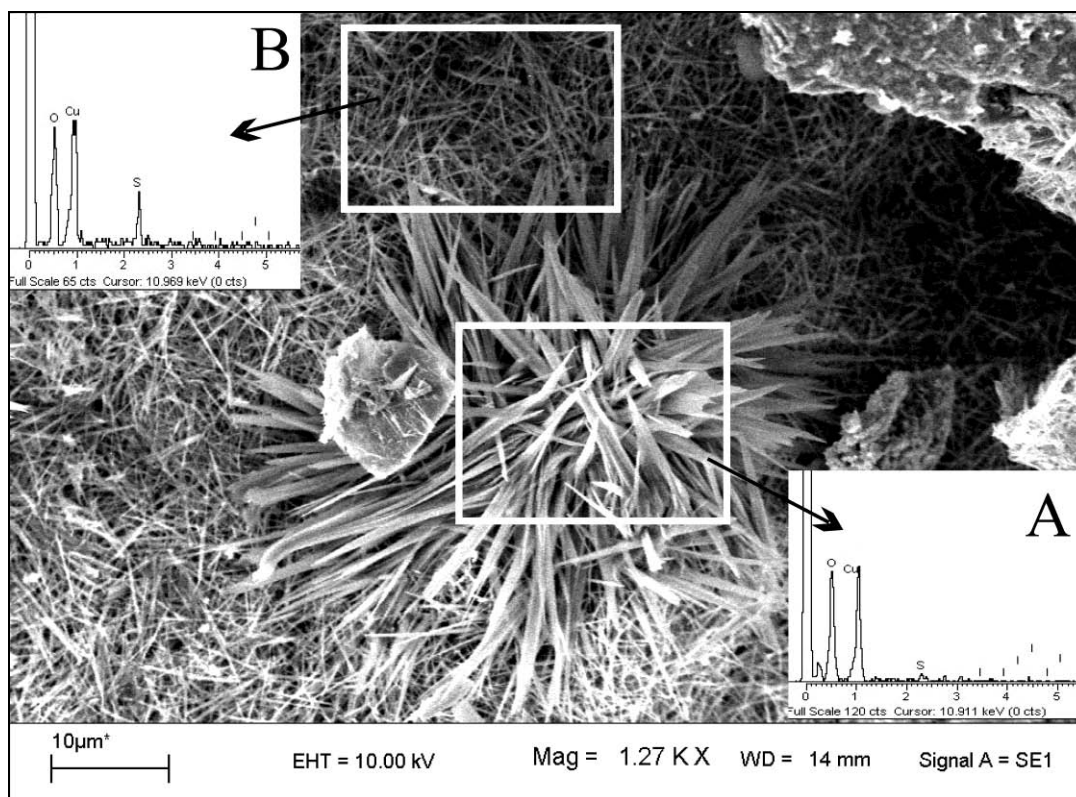 B
O Cu
S
I
0 1 2 3 4 5
Full Scale 65 cts Cursor: 10.969 keV (0 cts)
A
O Cu
S
I I I I I I
0 1 2 3 4 5
Full Scale 120 cts Cursor: 10.911 keV (0 cts)
10µm* EHT = 10.00 kV Mag = 1.27 K X WD = 14 mm Signal A = SE1